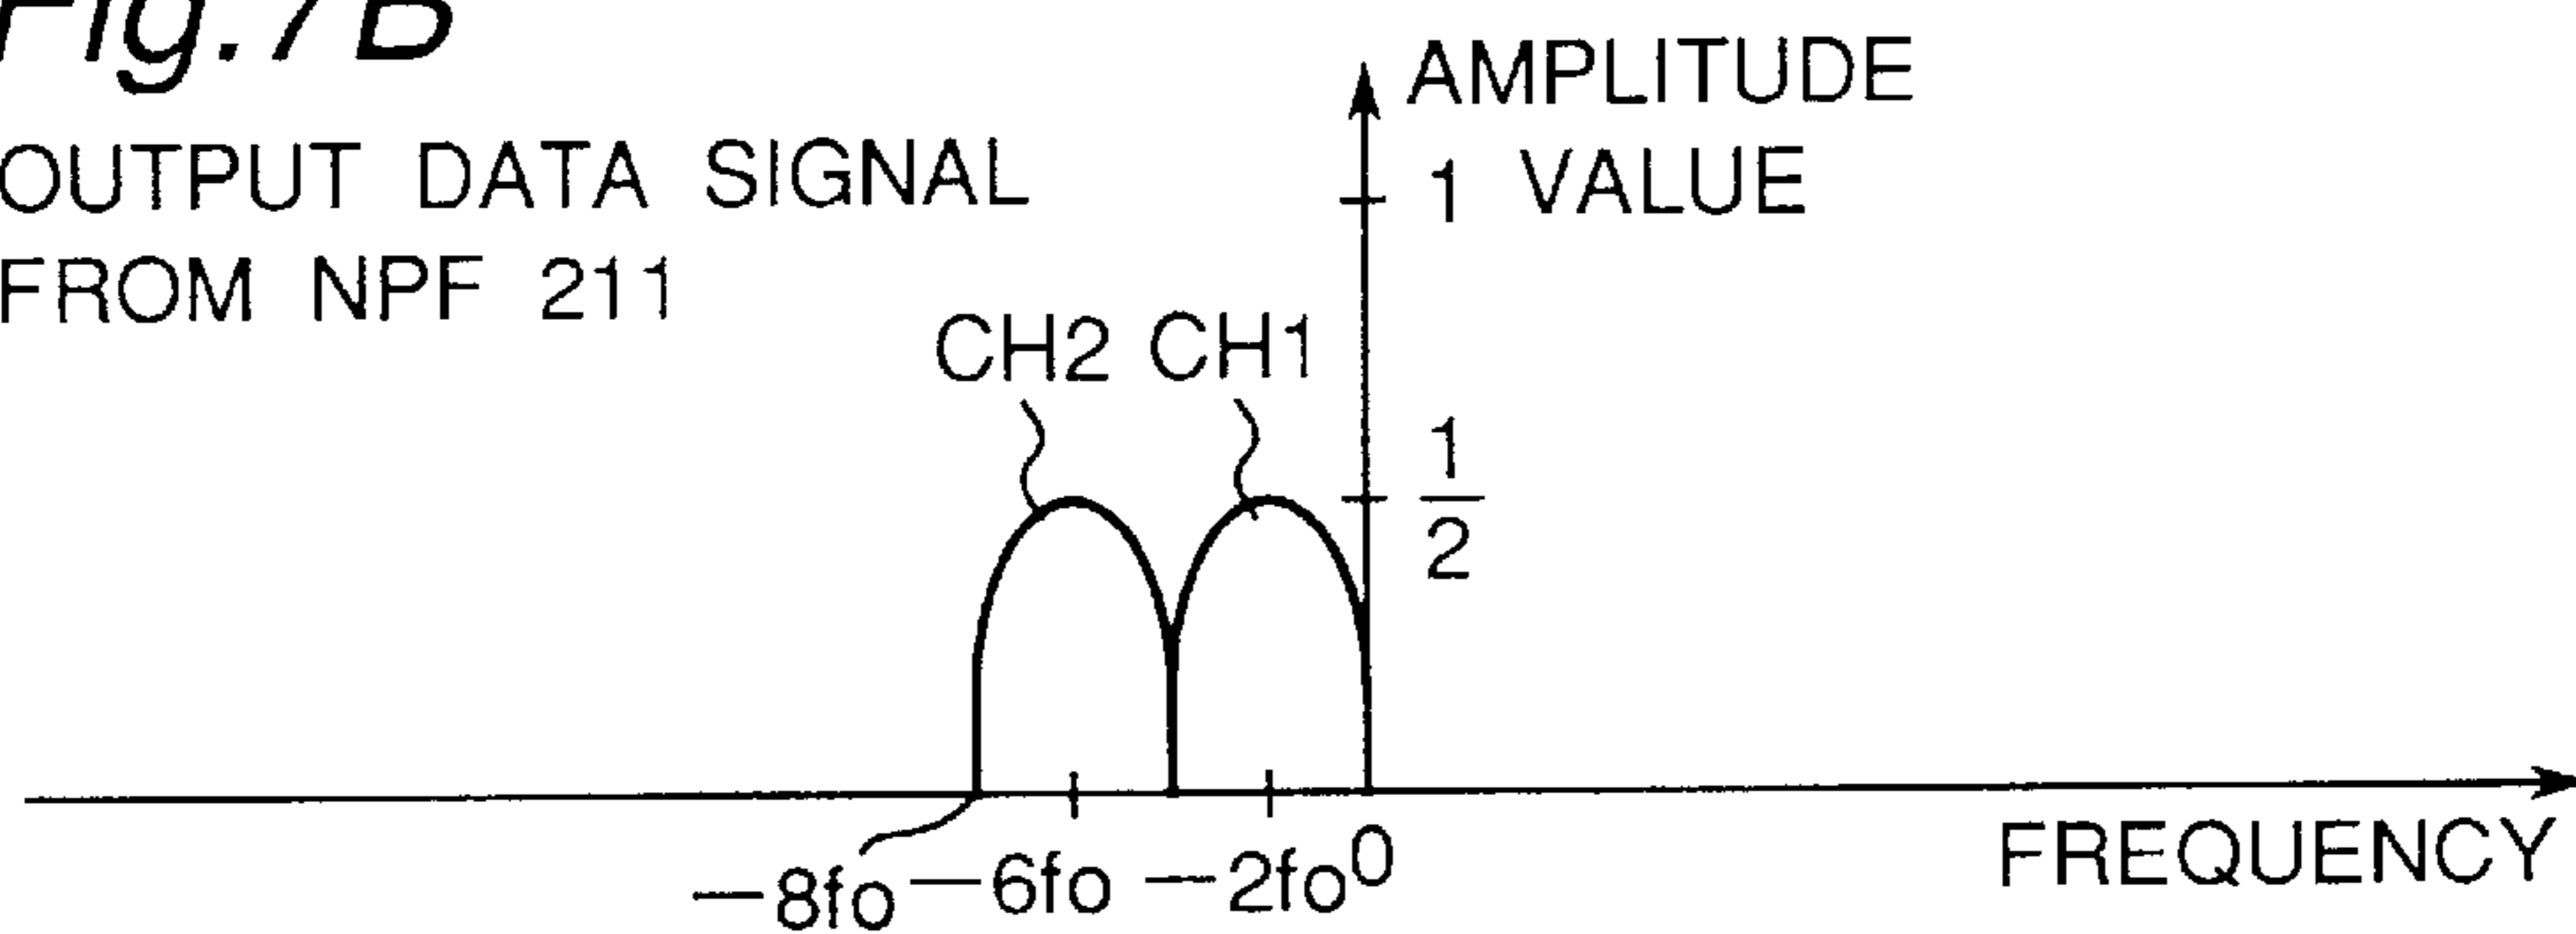 Fig.7B
OUTPUT DATA SIGNAL
FROM NPF 211
AMPLITUDE
1 VALUE
CH2 CH1
1
2
-8fo -6fo -2fo 0
FREQUENCY